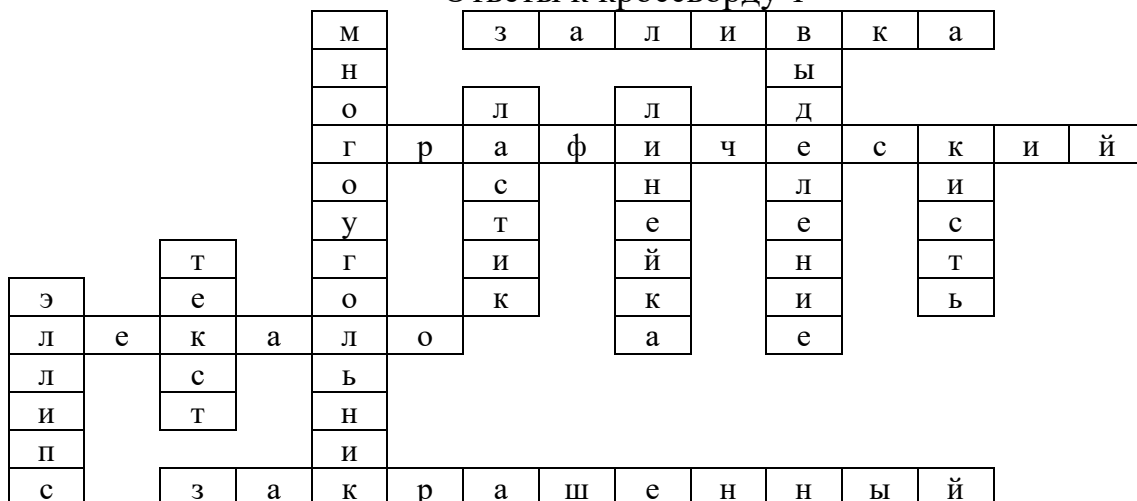 Ответы к кроссворду 1
м з а л и в к а
н ы
о л л д
г р а ф и ч е с к и й
о с н л и
у т е е с
т г и й н т
э е о к к и ь
л е к а л о а е
л с ь
и т н
п и
с з а к р а ш е н н ы й